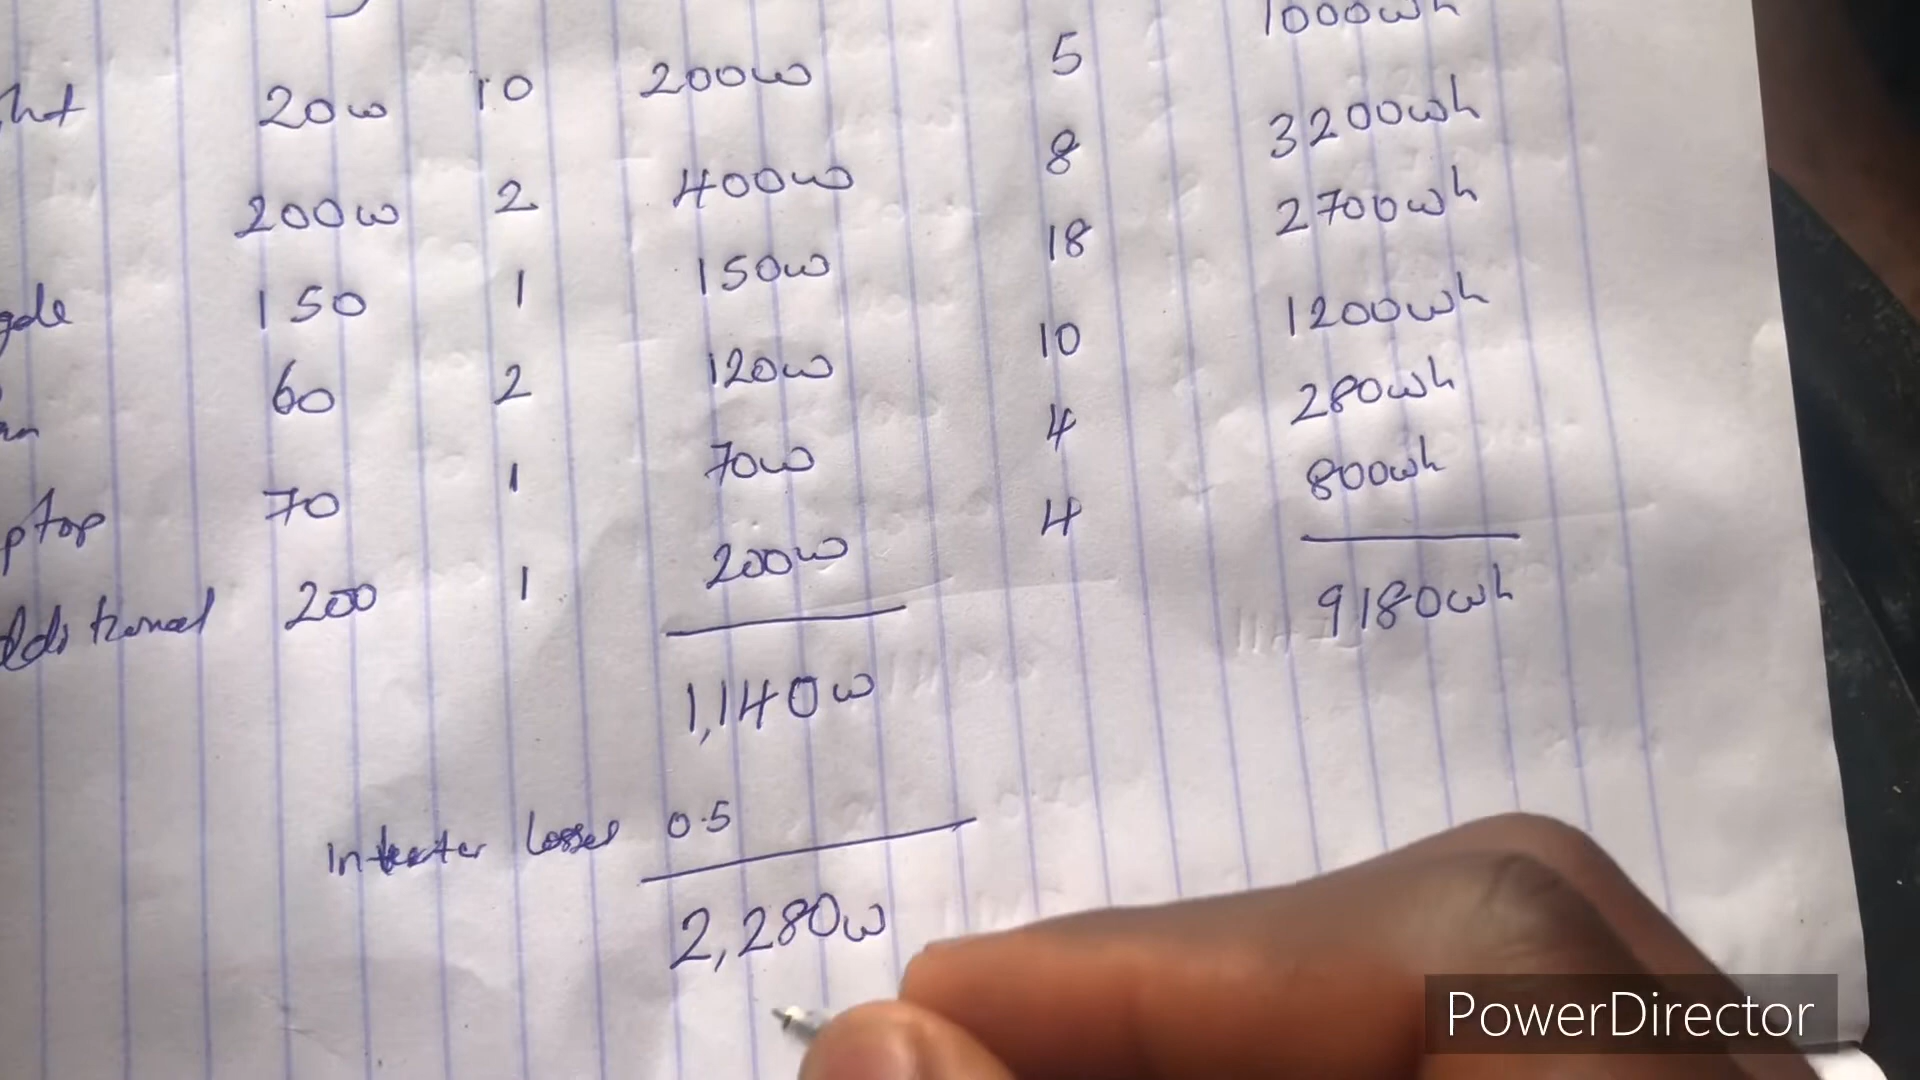 ht 20w 10 200w 5 1000wh
200w 2 400w 8 3200wh
150 1 150w 18 2700wh
60 2 120w 10 1200wh
ptop 70 1 70w 4 280wh
dditional 200 1 200w 4 800wh
1,140w 9180wh
losses 0.5
2,280w
PowerDirector